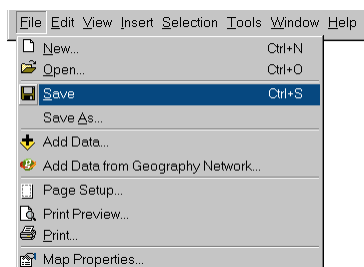 File Edit View Insert Selection Tools Window Help
New... Ctrl+N
Open... Ctrl+O
Save Ctrl+S
Save As...
Add Data...
Add Data from Geography Network...
Page Setup...
Print Preview...
Print...
Map Properties...